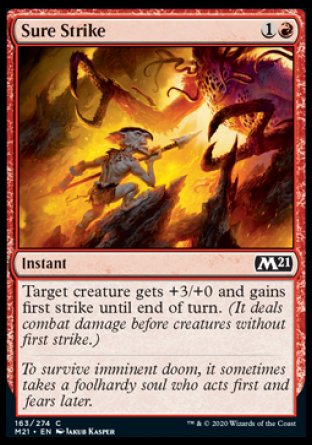 Sure Strike 1
Instant M21
Target creature gets +3/+0 and gains
first strike until end of turn. (It deals
combat damage before creatures without
first strike.)
To survive imminent doom, it sometimes
takes a foolhardy soul who acts first and
fears later.
163/274 C
M21 • EN Jakub Kasper ™ & © 2020 Wizards of the Coast